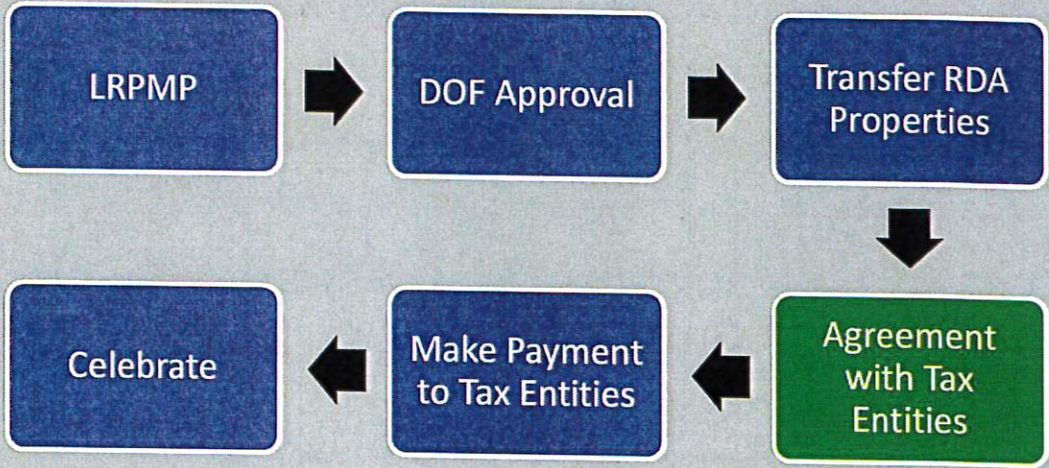 LRPMP
DOF Approval
Transfer RDA
Properties
Agreement
with Tax
Entities
Make Payment
to Tax Entities
Celebrate